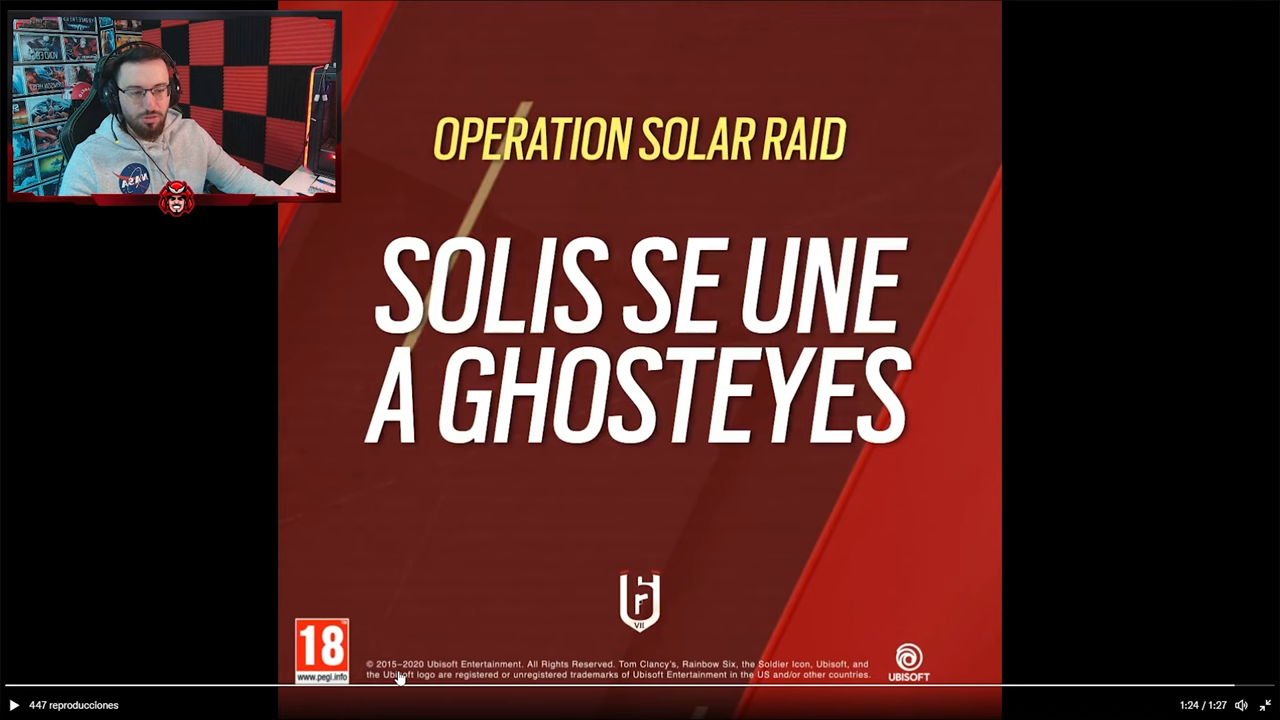 OPERATION SOLAR RAID
SOLIS SE UNE
A GHOSTEYES
VII
18
www.pegi.info
© 2015–2020 Ubisoft Entertainment. All Rights Reserved. Tom Clancy's, Rainbow Six, the Soldier Icon, Ubisoft, and
the Ubisoft logo are registered or unregistered trademarks of Ubisoft Entertainment in the US and/or other countries.
UBISOFT
447 reproducciones
1:24 / 1:27
NASA